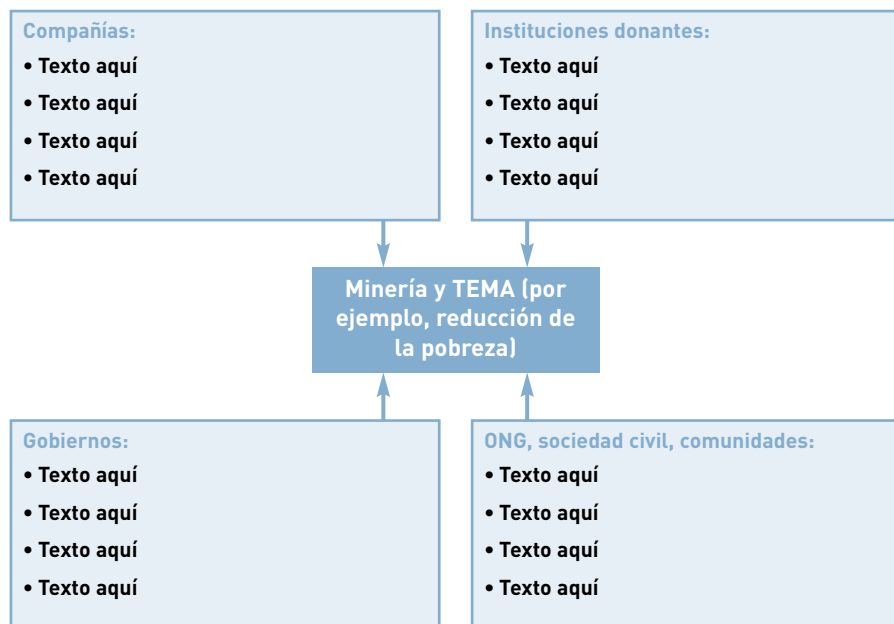 Compañías:
• Texto aquí
• Texto aquí
• Texto aquí
• Texto aquí
Instituciones donantes:
• Texto aquí
• Texto aquí
• Texto aquí
• Texto aquí
Minería y TEMA (por
ejemplo, reducción de
la pobreza)
Gobiernos:
• Texto aquí
• Texto aquí
• Texto aquí
• Texto aquí
ONG, sociedad civil, comunidades:
• Texto aquí
• Texto aquí
• Texto aquí
• Texto aquí